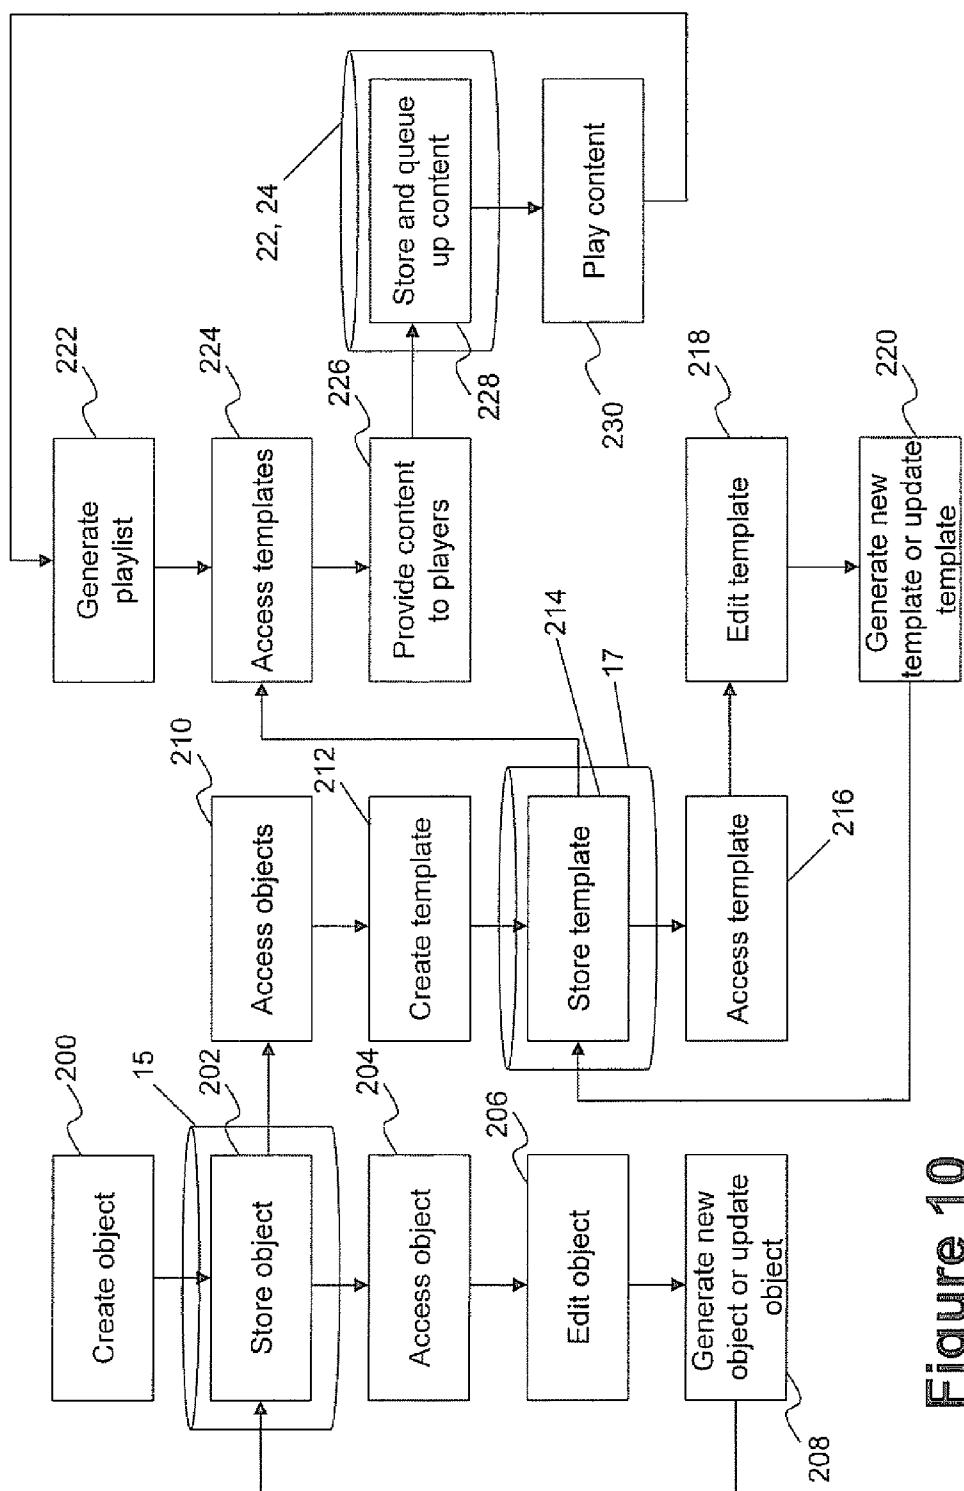 200
Create object
15
202
Store object
204
Access object
206
Edit object
Generate new
object or update
object
208
210
Access objects
212
Create template
214
17
Store template
Access template
216
218
Edit template
220
Generate new
template or update
template
222
Generate
playlist
224
Access templates
226
Provide content
to players
22, 24
Store and queue
up content
228
Play content
230
Figure 10